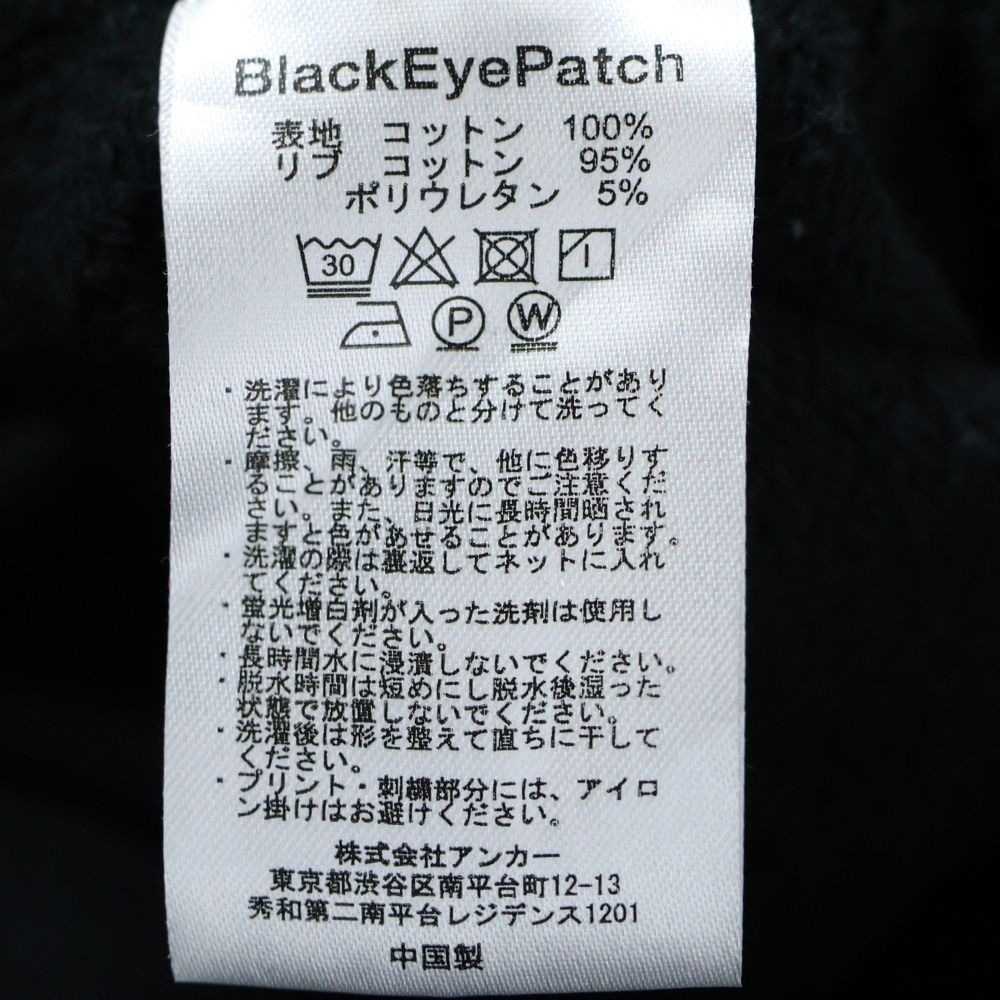 BlackEyePatch
表地 コットン 100%
リブ コットン 95%
ポリウレタン 5%
30
P
W
・洗濯により色落ちすることがあり
ます。他のものと分けて洗ってく
ださい。
・摩擦、雨、汗等で、他に色移りす
ることがありますのでご注意くだ
さい。また、日光に長時間晒され
ますと色があせることがあります。
・洗濯の際は裏返してネットに入れ
てください。
・蛍光増白剤が入った洗剤は使用し
ないでください。
・長時間水に浸漬しないでください。
・脱水時間は短めにし脱水後湿った
状態で放置しないでください。
・洗濯後は形を整えて直ちに干して
ください。
・プリント・刺繍部分には、アイロ
ン掛けはお避けください。
株式会社アンカー
東京都渋谷区南平台町12-13
秀和第二南平台レジデンス1201
中国製